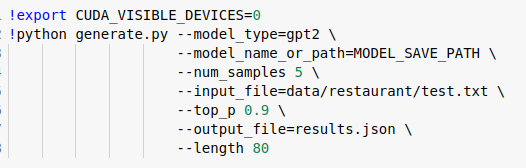 !export CUDA_VISIBLE_DEVICES=0
!python generate.py --model_type=gpt2 \
--model_name_or_path=MODEL_SAVE_PATH \
--num_samples 5 \
--input_file=data/restaurant/test.txt \
--top_p 0.9 \
--output_file=results.json \
--length 80